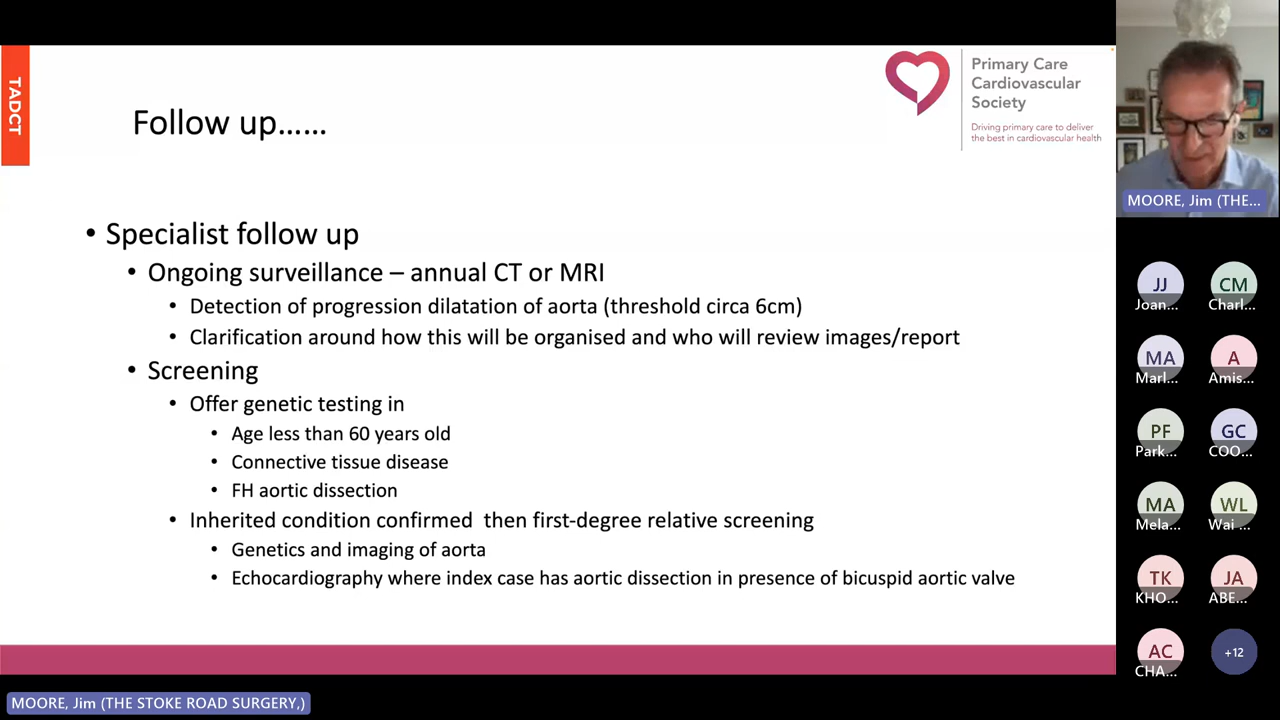 TADCT
Follow up......
Primary Care
Cardiovascular
Society
Driving primary care to deliver
the best in cardiovascular health
• Specialist follow up
• Ongoing surveillance – annual CT or MRI
• Detection of progression dilatation of aorta (threshold circa 6cm)
• Clarification around how this will be organised and who will review images/report
• Screening
• Offer genetic testing in
• Age less than 60 years old
• Connective tissue disease
• FH aortic dissection
• Inherited condition confirmed then first-degree relative screening
• Genetics and imaging of aorta
• Echocardiography where index case has aortic dissection in presence of bicuspid aortic valve
MOORE, Jim (THE...
JJ
Joan...
CM
Charl...
MA
Marl...
A
Amis...
PF
Park...
GC
COO...
MA
Mela...
WL
Wai ...
TK
KHO...
JA
ABE...
AC
CHA...
+12
MOORE, Jim (THE STOKE ROAD SURGERY,)